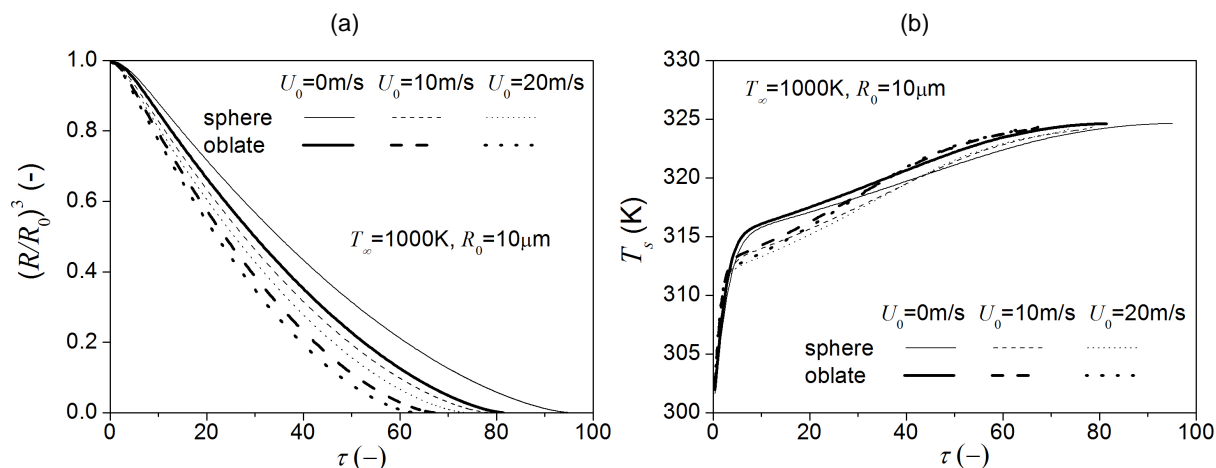 (a)
1.0
0.8
0.6
0.4
0.2
0.0
(R/R₀)³ (-)
U₀=0m/s U₀=10m/s U₀=20m/s
sphere
oblate
T∞=1000K, R₀=10μm
0 20 40 60 80 100
τ (–)
(b)
330
325
320
315
310
305
300
Tₛ (K)
T∞=1000K, R₀=10μm
U₀=0m/s U₀=10m/s U₀=20m/s
sphere
oblate
0 20 40 60 80 100
τ (–)